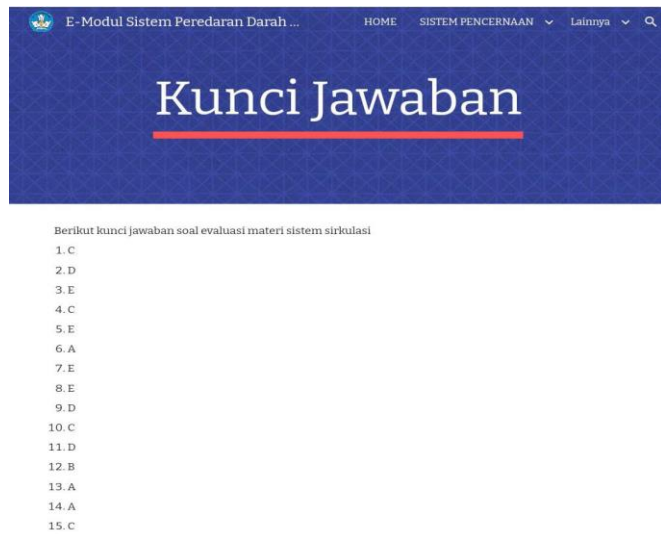 E-Modul Sistem Peredaran Darah ... HOME SISTEM PENCERNAAN Lainnya
Kunci Jawaban
Berikut kunci jawaban soal evaluasi materi sistem sirkulasi
1. C
2. D
3. E
4. C
5. E
6. A
7. E
8. E
9. D
10. C
11. D
12. B
13. A
14. A
15. C